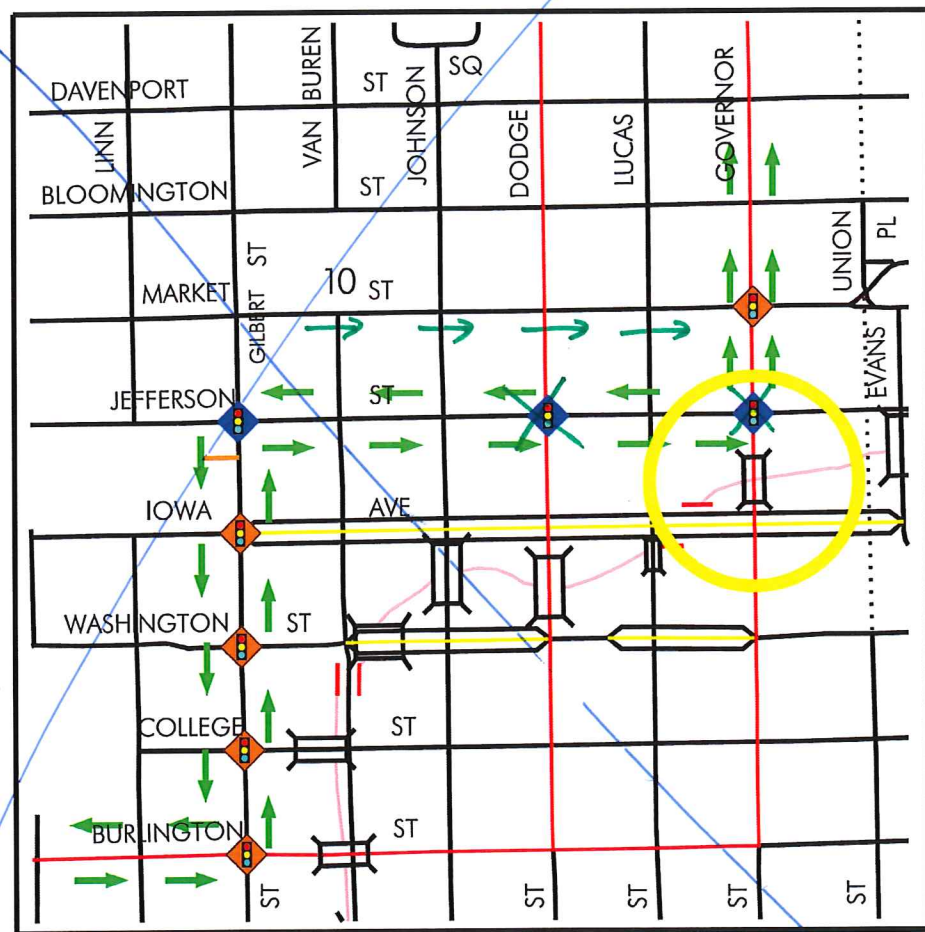 DAVENPORT
LINN
VAN BUREN
ST
JOHNSON
SQ
DODGE
LUCAS
GOVERNOR
BLOOMINGTON
ST
UNION
PL
MARKET
GILBERT ST
10 ST
EVANS
JEFFERSON
ST
IOWA
AVE
WASHINGTON
ST
COLLEGE
ST
BURLINGTON
ST
ST
ST
ST
ST
ST